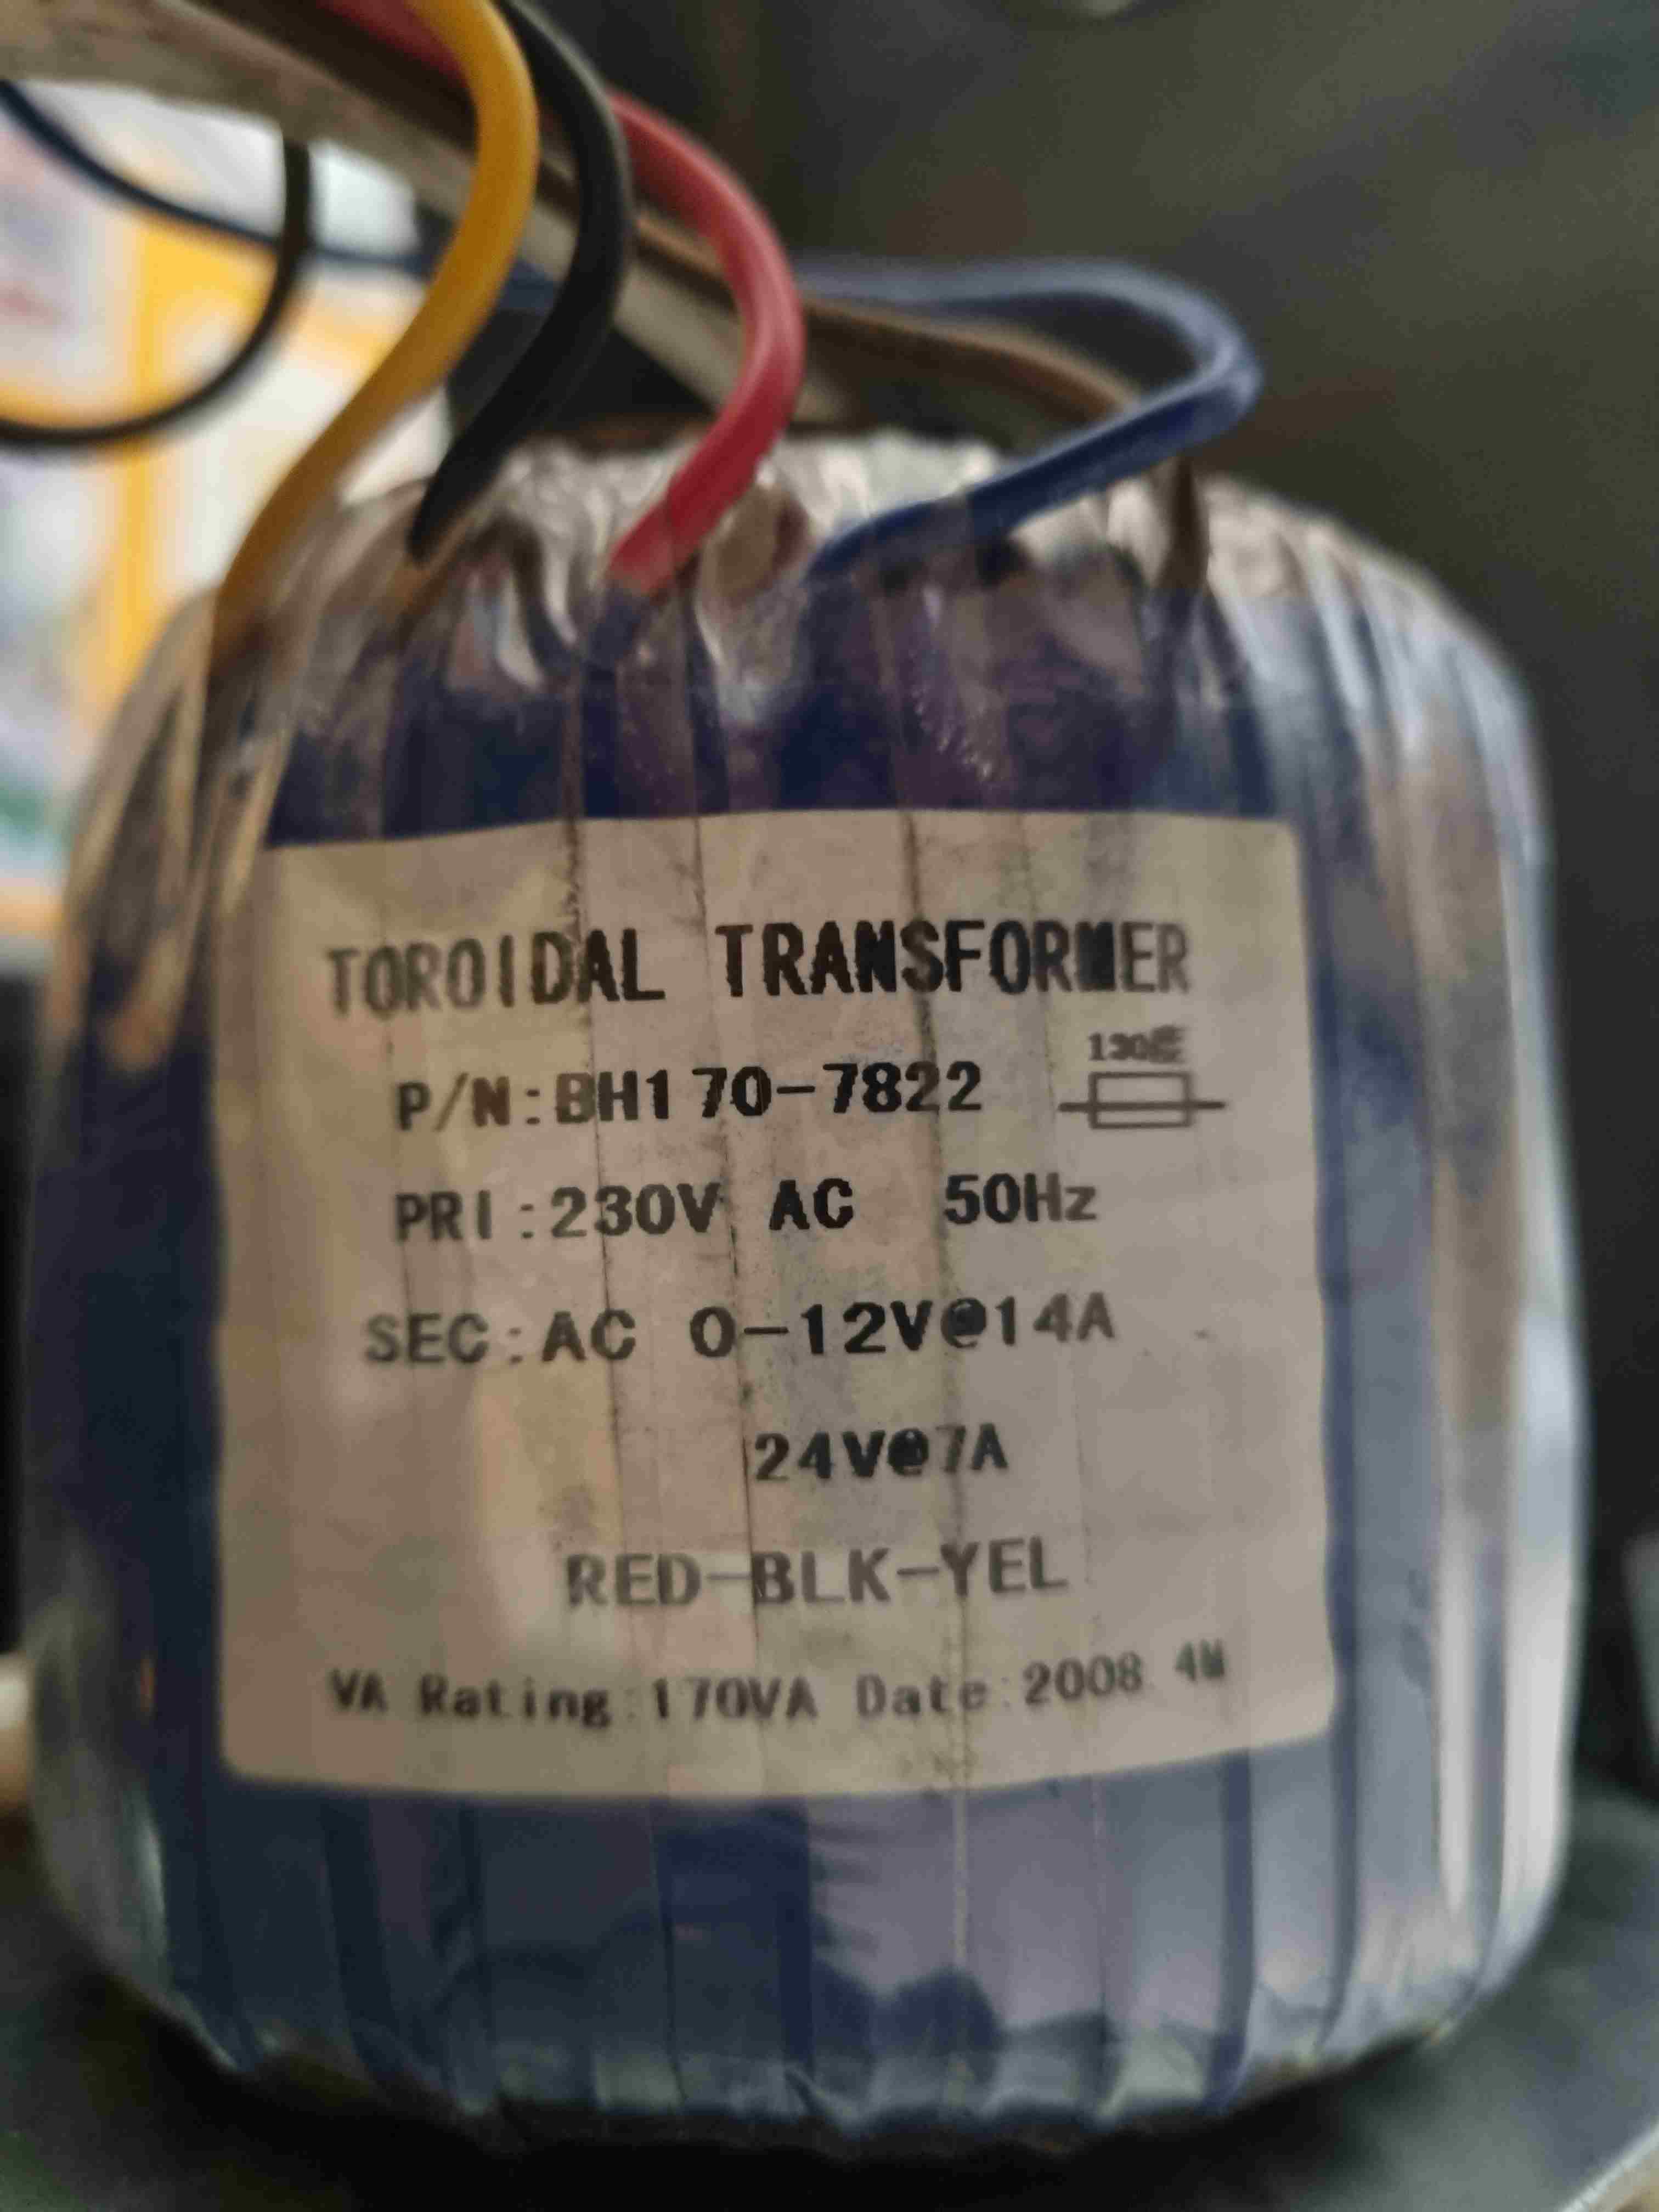 TOROIDAL TRANSFORMER
P/N:BH170-7822
PRI:230V AC 50Hz
SEC:AC 0-12V@14A
24V@7A
RED-BLK-YEL
VA Rating:170VA Date:2008 4M